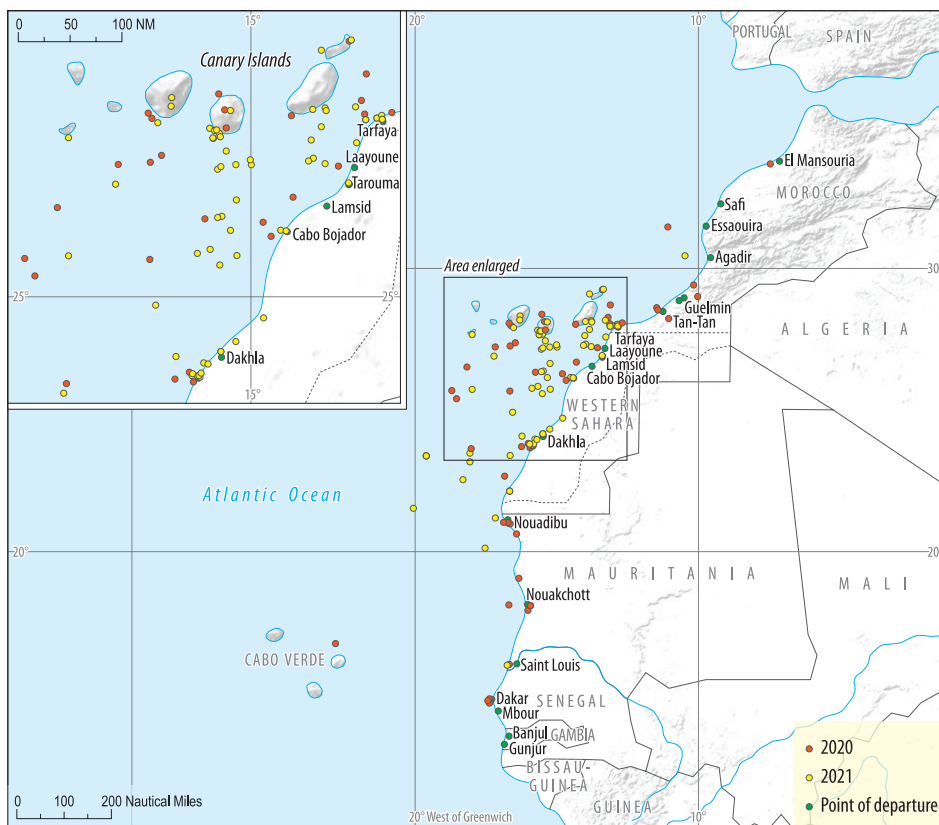 0 50 100 NM
15°
20°
10°
PORTUGAL
SPAIN
Canary Islands
Tarfaya
Laayoune
Tarouma
Lamsid
Cabo Bojador
25°
25°
Dakhla
15°
El Mansouria
MOROCCO
Safi
Essaouira
Agadir
30°
30°
Area enlarged
Guelmin
Tan-Tan
ALGERIA
Tarfaya
Laayoune
Lamsid
Cabo Bojador
WESTERN
SAHARA
Dakhla
Atlantic Ocean
Nouadibu
20°
20°
MAURITANIA
MALI
Nouakchott
CABO VERDE
Saint Louis
Dakar
SENEGAL
Mbour
Banjul
GAMBIA
Gunjur
BISSAU-
GUINEA
GUINEA
2020
2021
Point of departure
0 100 200 Nautical Miles
20° West of Greenwich
10°